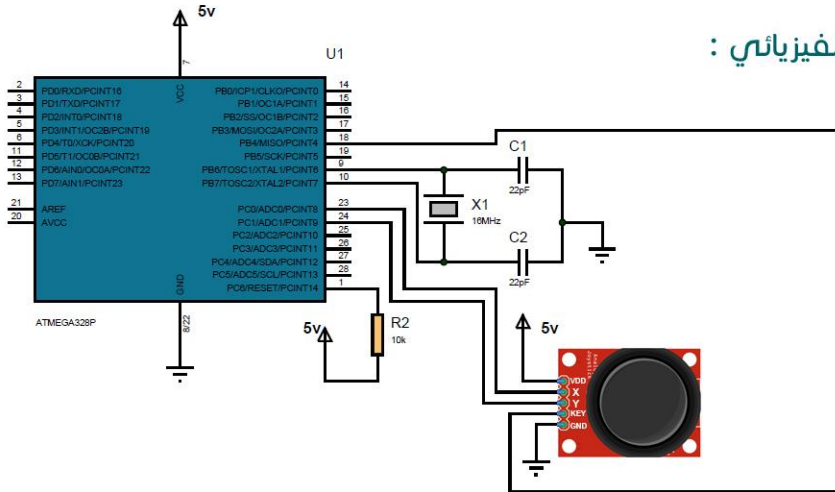 5v
U1
لفيزيائي :
7
VCC
2 PD0/RXD/PCINT16
3 PD1/TXD/PCINT17
4 PD2/INT0/PCINT18
5 PD3/INT1/OC2B/PCINT19
6 PD4/T0/XCK/PCINT20
11 PD5/T1/OC0B/PCINT21
12 PD6/AIN0/OC0A/PCINT22
13 PD7/AIN1/PCINT23
21 AREF
20 AVCC
PB0/ICP1/CLKO/PCINT0 14
PB1/OC1A/PCINT1 15
PB2/SS/OC1B/PCINT2 16
PB3/MOSI/OC2A/PCINT3 17
PB4/MISO/PCINT4 18
PB5/SCK/PCINT5 19
PB6/TOSC1/XTAL1/PCINT6 9
PB7/TOSC2/XTAL2/PCINT7 10
PC0/ADC0/PCINT8 23
PC1/ADC1/PCINT9 24
PC2/ADC2/PCINT10 25
PC3/ADC3/PCINT11 26
PC4/ADC4/SDA/PCINT12 27
PC5/ADC5/SCL/PCINT13 28
PC6/RESET/PCINT14 1
GND
8/22
ATMEGA328P
C1
22pF
X1
16MHz
C2
22pF
R2
10k
5v
5v
VDD
X
Y
KEY
GND